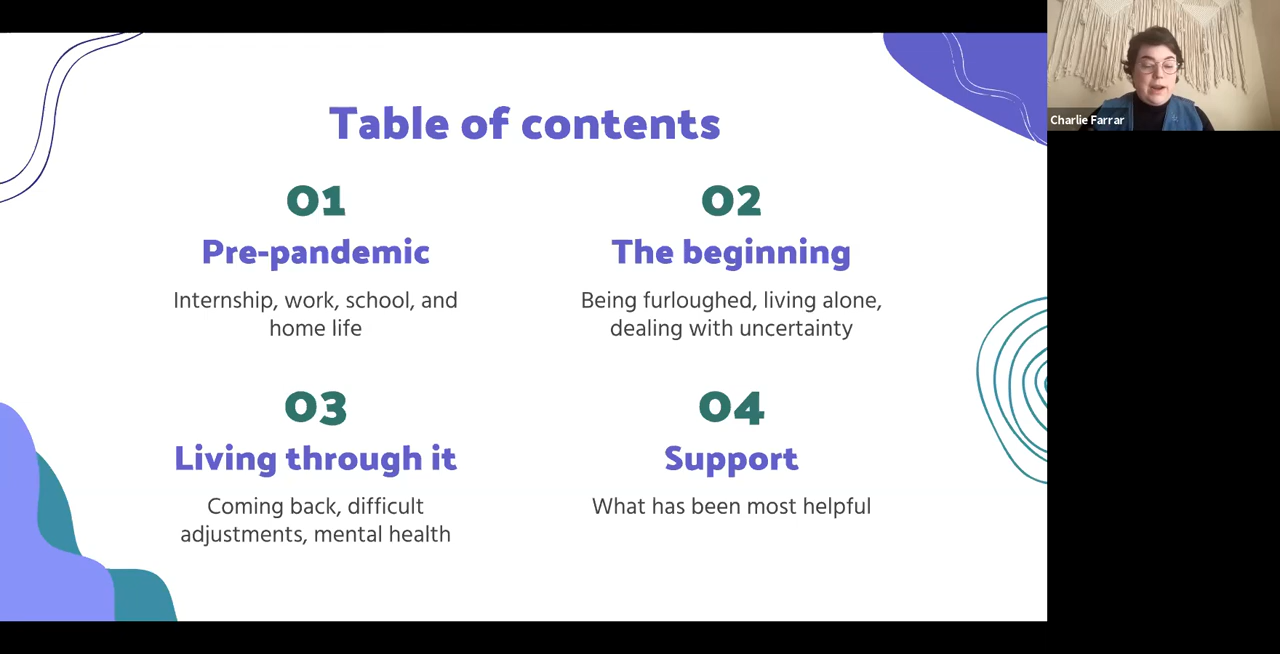 Table of contents
01
Pre-pandemic
Internship, work, school, and
home life
02
The beginning
Being furloughed, living alone,
dealing with uncertainty
03
Living through it
Coming back, difficult
adjustments, mental health
04
Support
What has been most helpful
Charlie Farrar